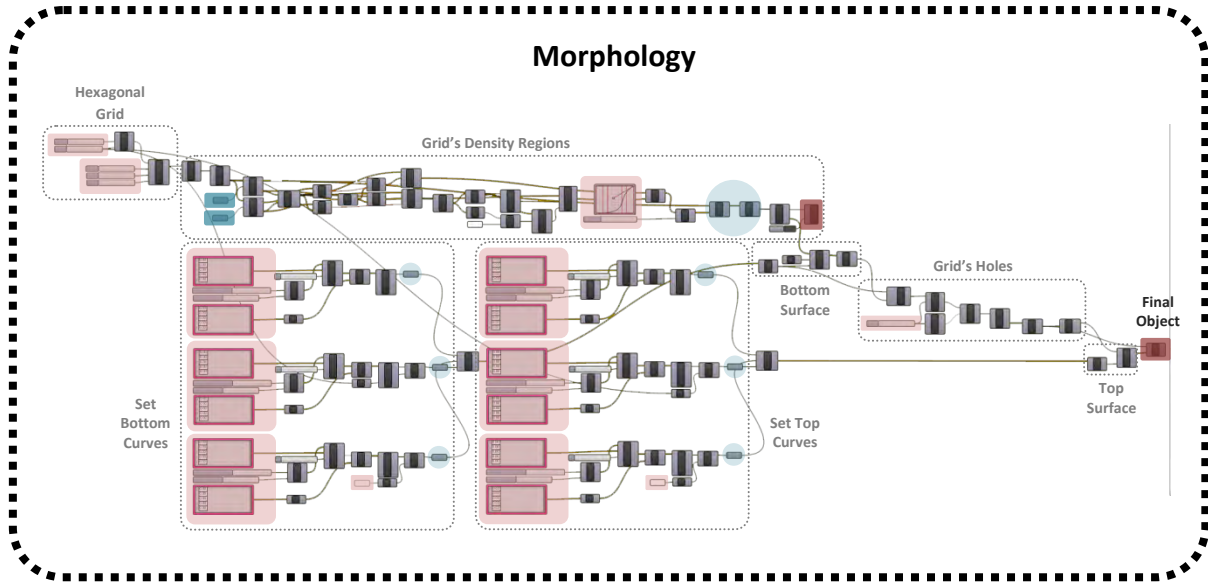 Morphology
Hexagonal
Grid
Grid's Density Regions
Bottom
Surface
Grid's Holes
Final
Object
Set
Bottom
Curves
Set Top
Curves
Top
Surface